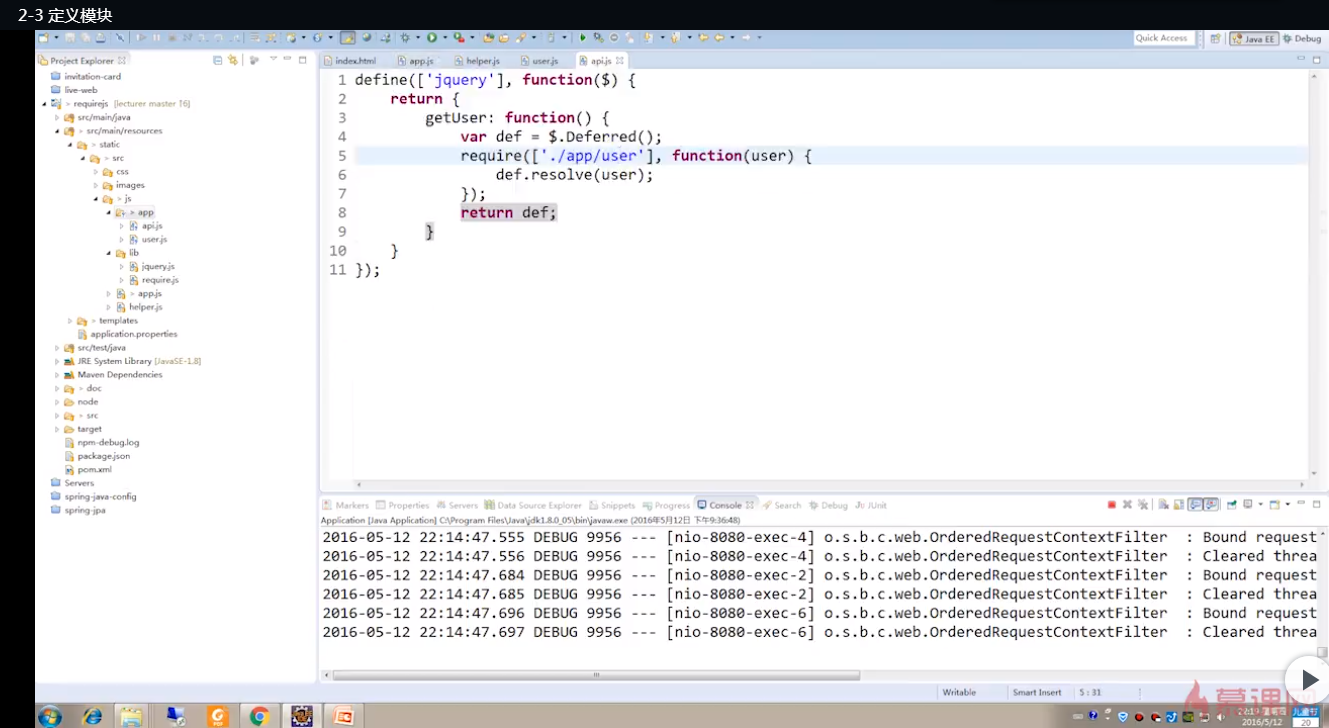 2-3 定义模块
Quick Access
Java EE
Debug
Project Explorer
index.html
app.js
helper.js
user.js
api.js
invitation-card
live-web
requirejs [lecturer master ↑6]
src/main/java
> src/main/resources
> static
> src
css
images
> js
> app
api.js
user.js
lib
jquery.js
require.js
> app.js
helper.js
> templates
application.properties
src/test/java
JRE System Library [JavaSE-1.8]
Maven Dependencies
> doc
node
> src
target
npm-debug.log
package.json
pom.xml
Servers
spring-java-config
spring-jpa
1 define(['jquery'], function($) {
2 return {
3 getUser: function() {
4 var def = $.Deferred();
5 require(['./app/user'], function(user) {
6 def.resolve(user);
7 });
8 return def;
9 }
10 }
11 });
Markers
Properties
Servers
Data Source Explorer
Snippets
Progress
Console
Search
Debug
JUnit
Application [Java Application] C:\Program Files\Java\jdk1.8.0_05\bin\javaw.exe (2016年5月12日 下午9:36:48)
2016-05-12 22:14:47.555 DEBUG 9956 --- [nio-8080-exec-4] o.s.b.c.web.OrderedRequestContextFilter : Bound request
2016-05-12 22:14:47.556 DEBUG 9956 --- [nio-8080-exec-4] o.s.b.c.web.OrderedRequestContextFilter : Cleared threa
2016-05-12 22:14:47.684 DEBUG 9956 --- [nio-8080-exec-2] o.s.b.c.web.OrderedRequestContextFilter : Bound request
2016-05-12 22:14:47.685 DEBUG 9956 --- [nio-8080-exec-2] o.s.b.c.web.OrderedRequestContextFilter : Cleared threa
2016-05-12 22:14:47.696 DEBUG 9956 --- [nio-8080-exec-6] o.s.b.c.web.OrderedRequestContextFilter : Bound request
2016-05-12 22:14:47.697 DEBUG 9956 --- [nio-8080-exec-6] o.s.b.c.web.OrderedRequestContextFilter : Cleared threa
Writable
Smart Insert
5 : 31
慕课网
2016/5/12
20